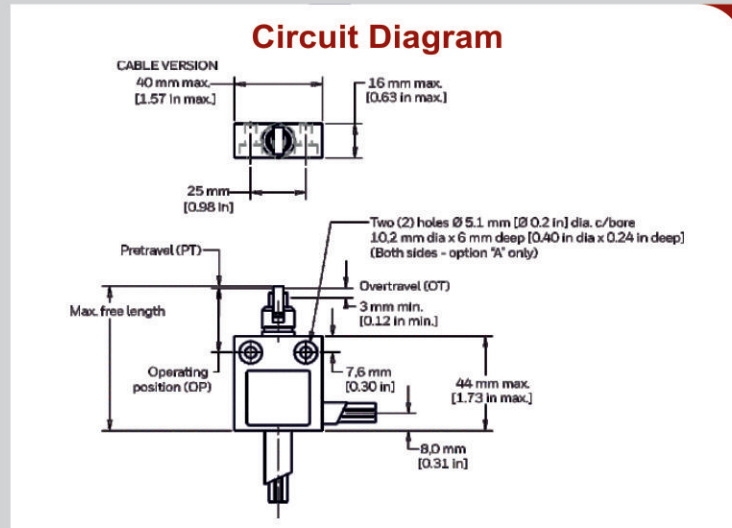 Circuit Diagram
CABLE VERSION
40 mm max.
[1.57 in max.]
16 mm max.
[0.63 in max.]
25 mm
[0.98 in]
Two (2) holes Ø 5.1 mm [Ø 0.2 in] dia. c/bore
10,2 mm dia x 6 mm deep [0.40 in dia x 0.24 in deep]
(Both sides - option "A" only)
Pretravel (PT)
Overtravel (OT)
3 mm min.
[0.12 in min.]
Max. free length
Operating
position (OP)
7,6 mm
[0.30 in]
44 mm max.
[1.73 in max.]
8,0 mm
[0.31 in]